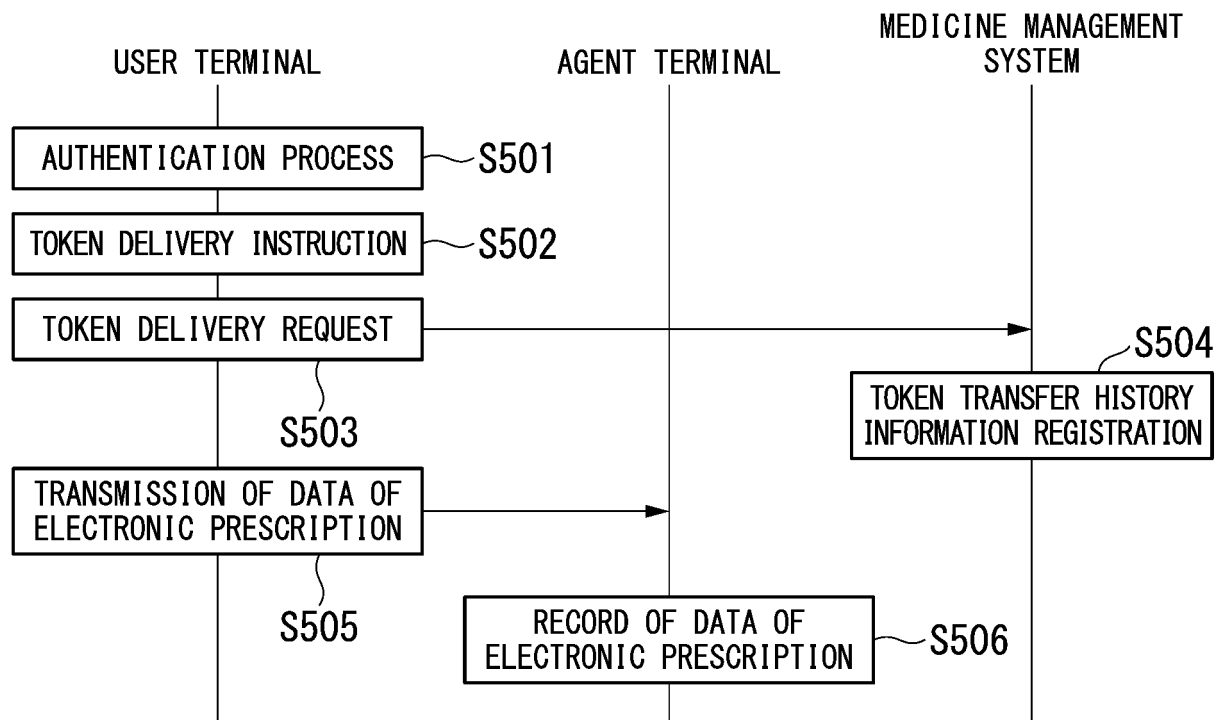 USER TERMINAL
AGENT TERMINAL
MEDICINE MANAGEMENT
SYSTEM
AUTHENTICATION PROCESS
S501
TOKEN DELIVERY INSTRUCTION
S502
TOKEN DELIVERY REQUEST
S503
S504
TOKEN TRANSFER HISTORY
INFORMATION REGISTRATION
TRANSMISSION OF DATA OF
ELECTRONIC PRESCRIPTION
S505
RECORD OF DATA OF
ELECTRONIC PRESCRIPTION
S506